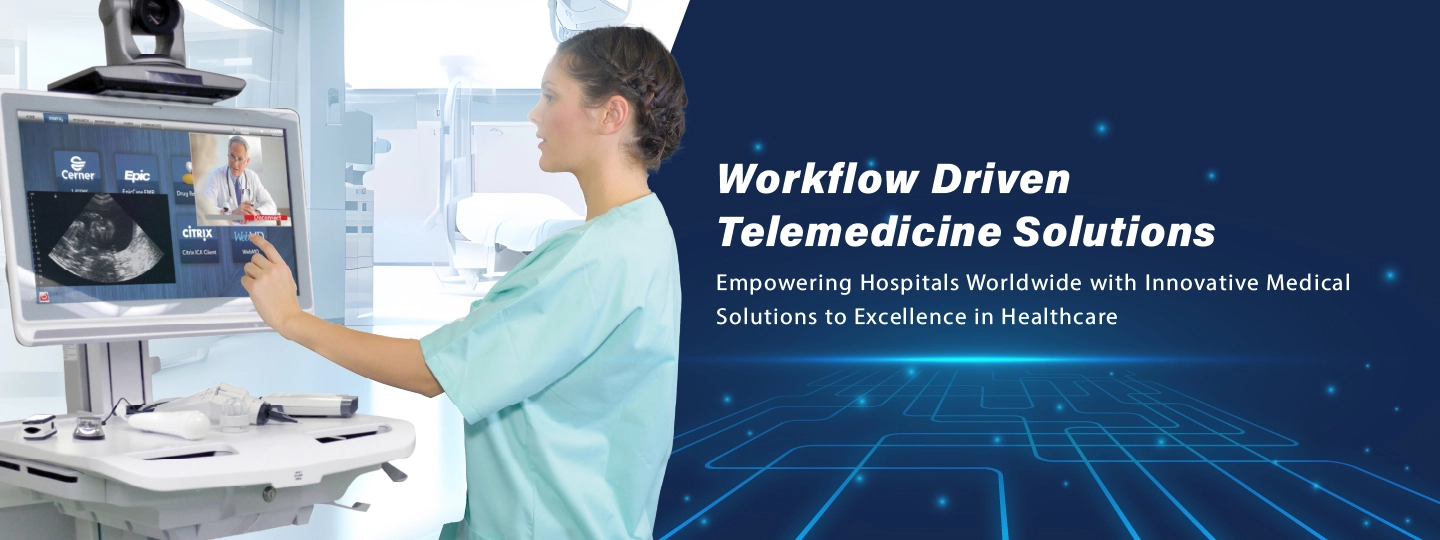 Cerner
Epic
CITRIX
Citrix ICA Client
WebMD
Workflow Driven
Telemedicine Solutions
Empowering Hospitals Worldwide with Innovative Medical
Solutions to Excellence in Healthcare